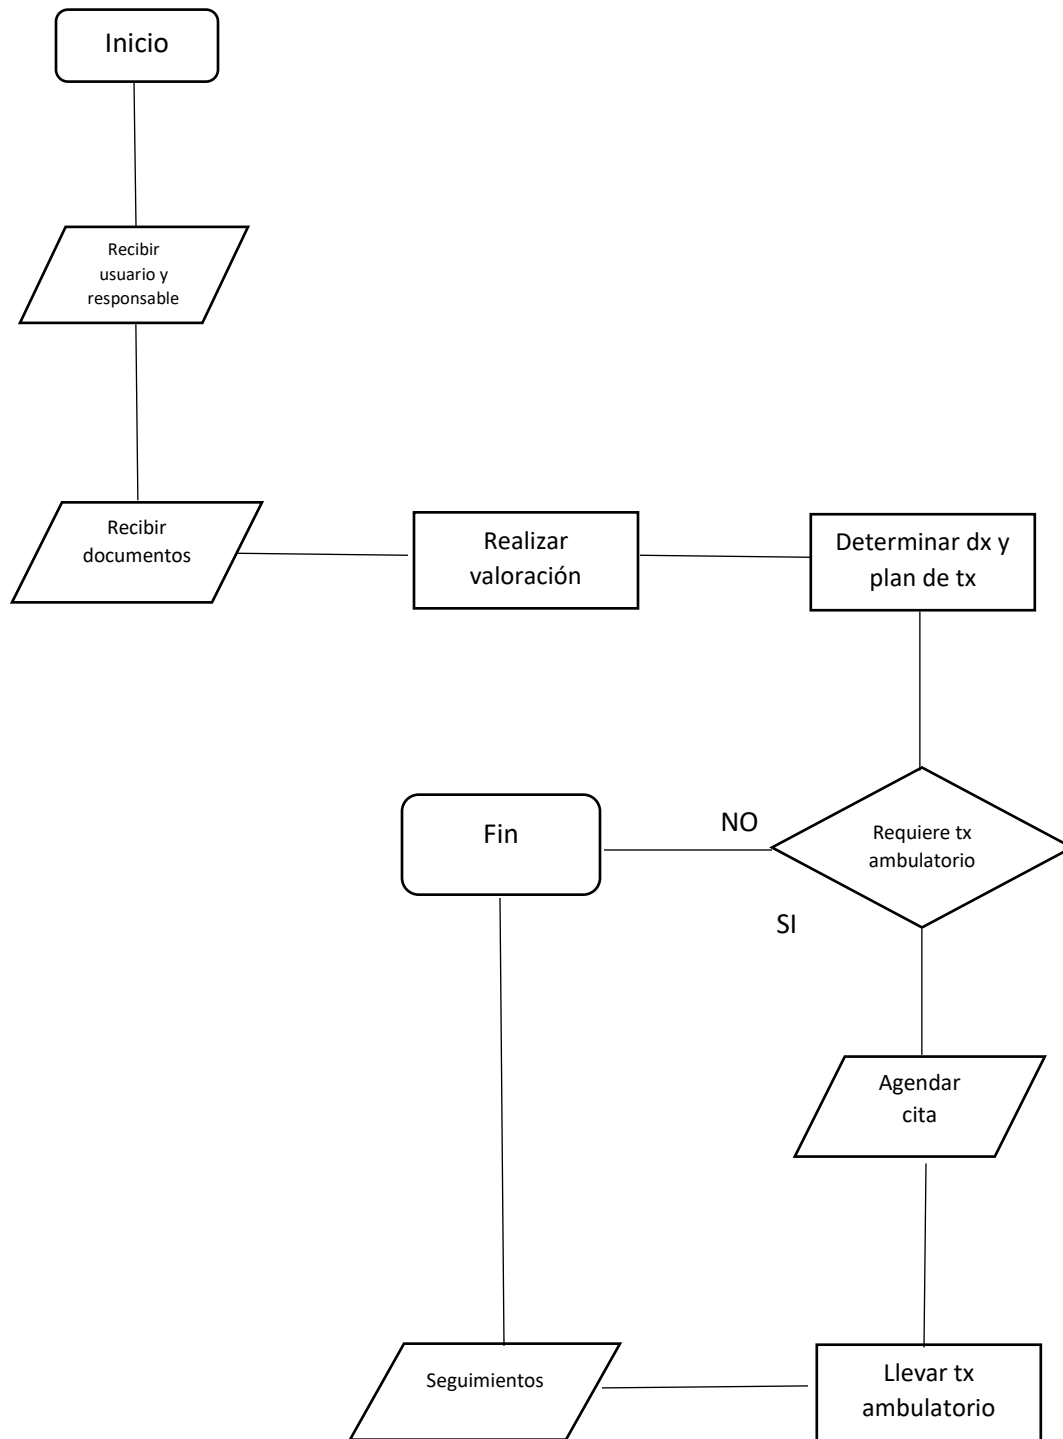 Inicio
Recibir
usuario y
responsable
Recibir
documentos
Realizar
valoración
Determinar dx y
plan de tx
Requiere tx
ambulatorio
NO
Fin
SI
Agendar
cita
Llevar tx
ambulatorio
Seguimientos